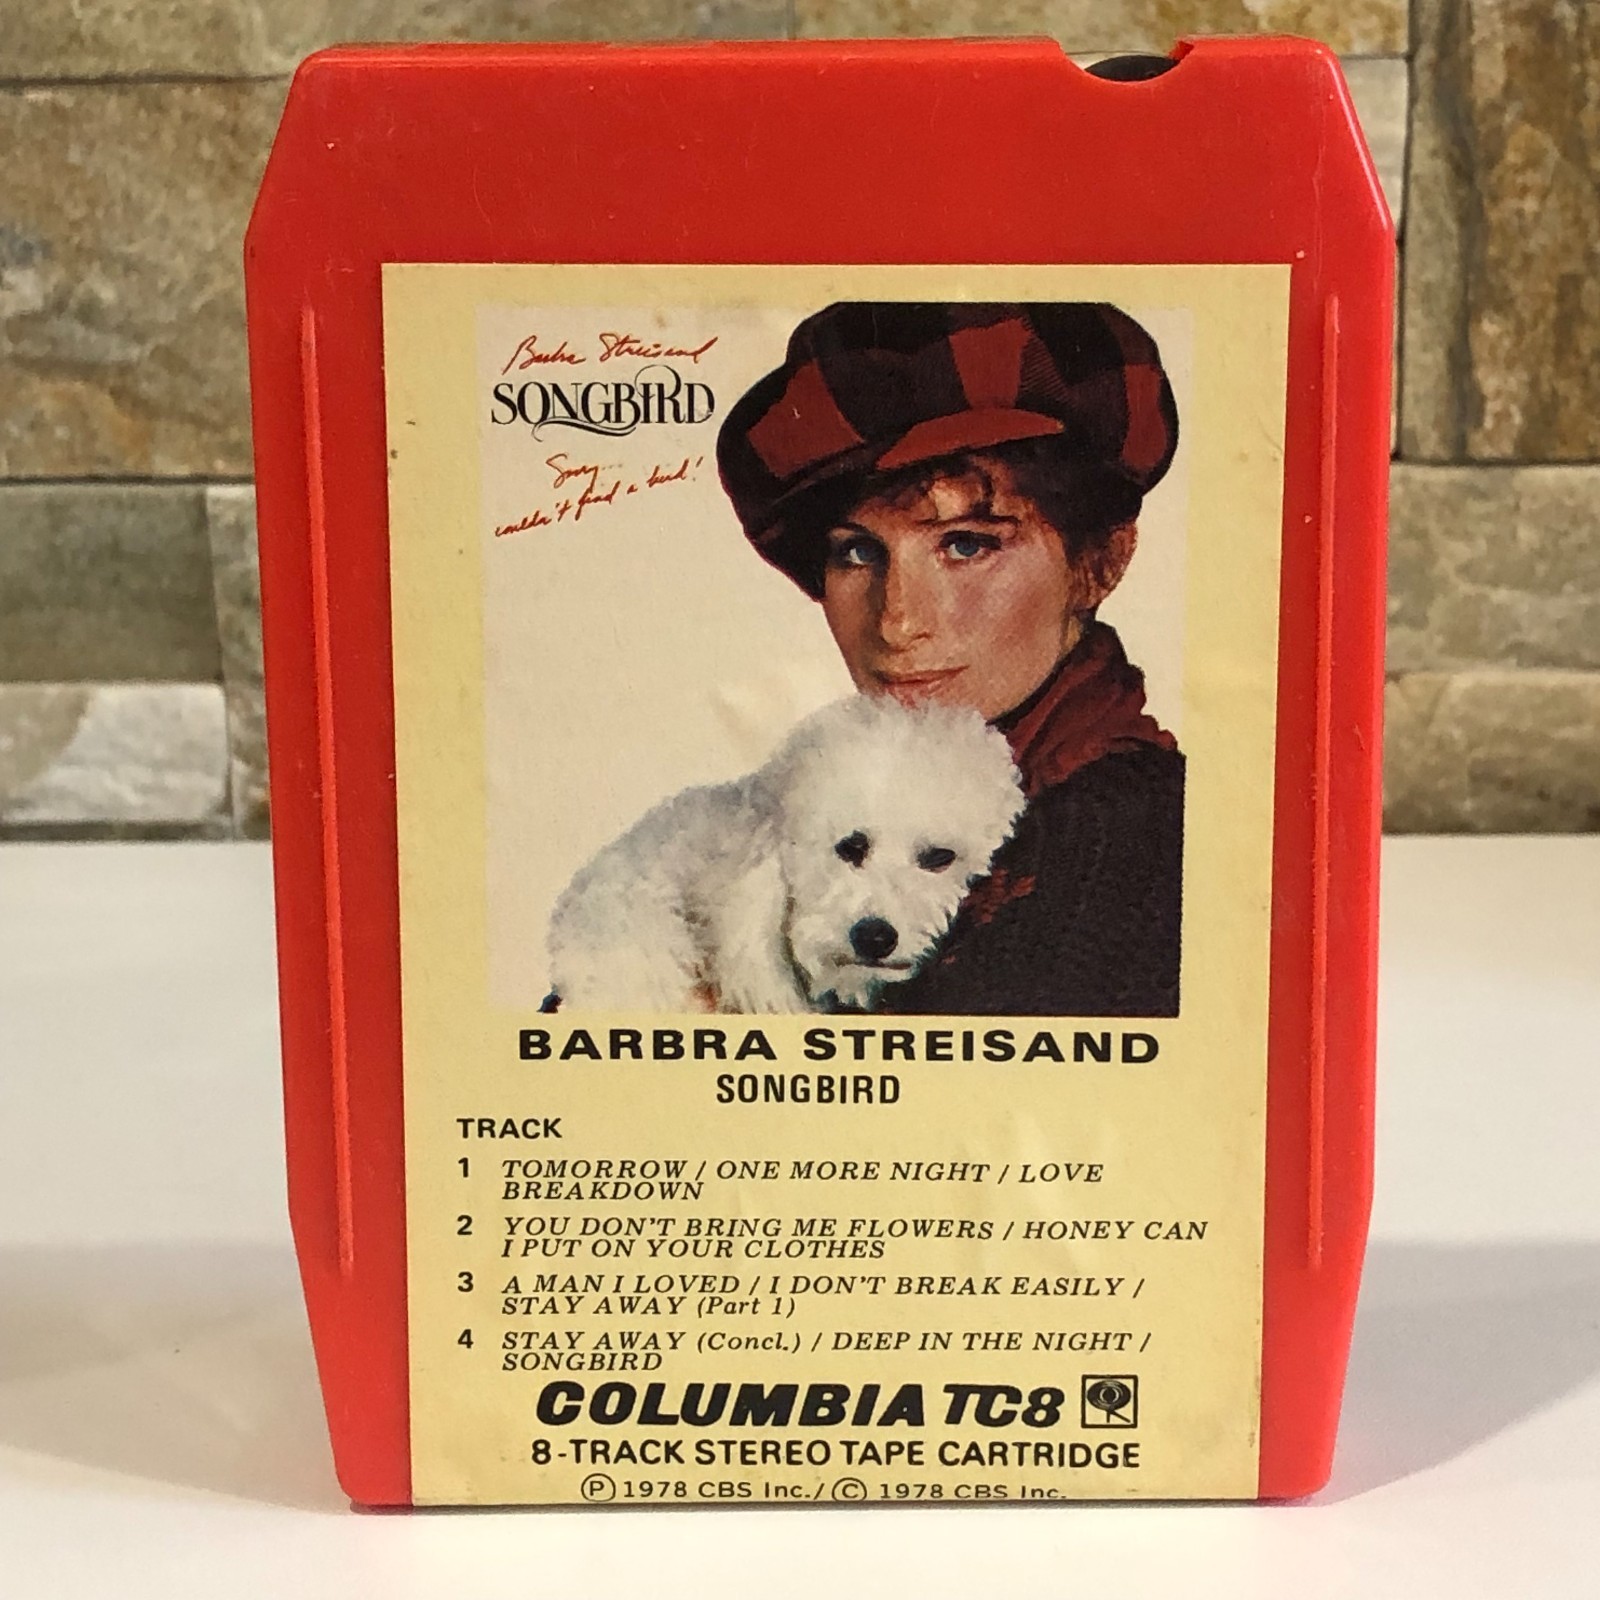 Barbra Streisand
SONGBIRD
Sorry...
couldn't find a bird!
BARBRA STREISAND
SONGBIRD
TRACK
1 TOMORROW / ONE MORE NIGHT / LOVE
BREAKDOWN
2 YOU DON'T BRING ME FLOWERS / HONEY CAN
I PUT ON YOUR CLOTHES
3 A MAN I LOVED / I DON'T BREAK EASILY /
STAY AWAY (Part 1)
4 STAY AWAY (Concl.) / DEEP IN THE NIGHT /
SONGBIRD
COLUMBIA TC8
8-TRACK STEREO TAPE CARTRIDGE
Ⓟ 1978 CBS Inc./ © 1978 CBS Inc.